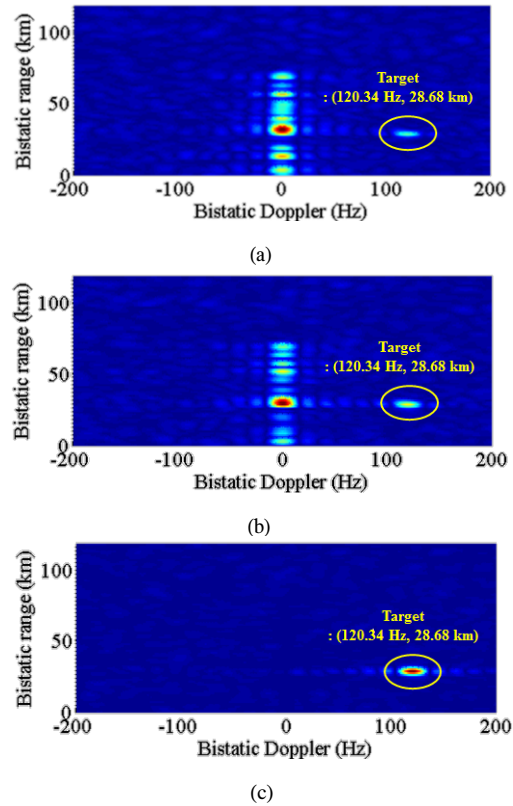 100
50
0
Bistatic range (km)
Target
: (120.34 Hz, 28.68 km)
-200 -100 0 100 200
Bistatic Doppler (Hz)
(a)
100
50
0
Bistatic range (km)
Target
: (120.34 Hz, 28.68 km)
-200 -100 0 100 200
Bistatic Doppler (Hz)
(b)
100
50
0
Bistatic range (km)
Target
: (120.34 Hz, 28.68 km)
0 100 200
Bistatic Doppler (Hz)
(c)